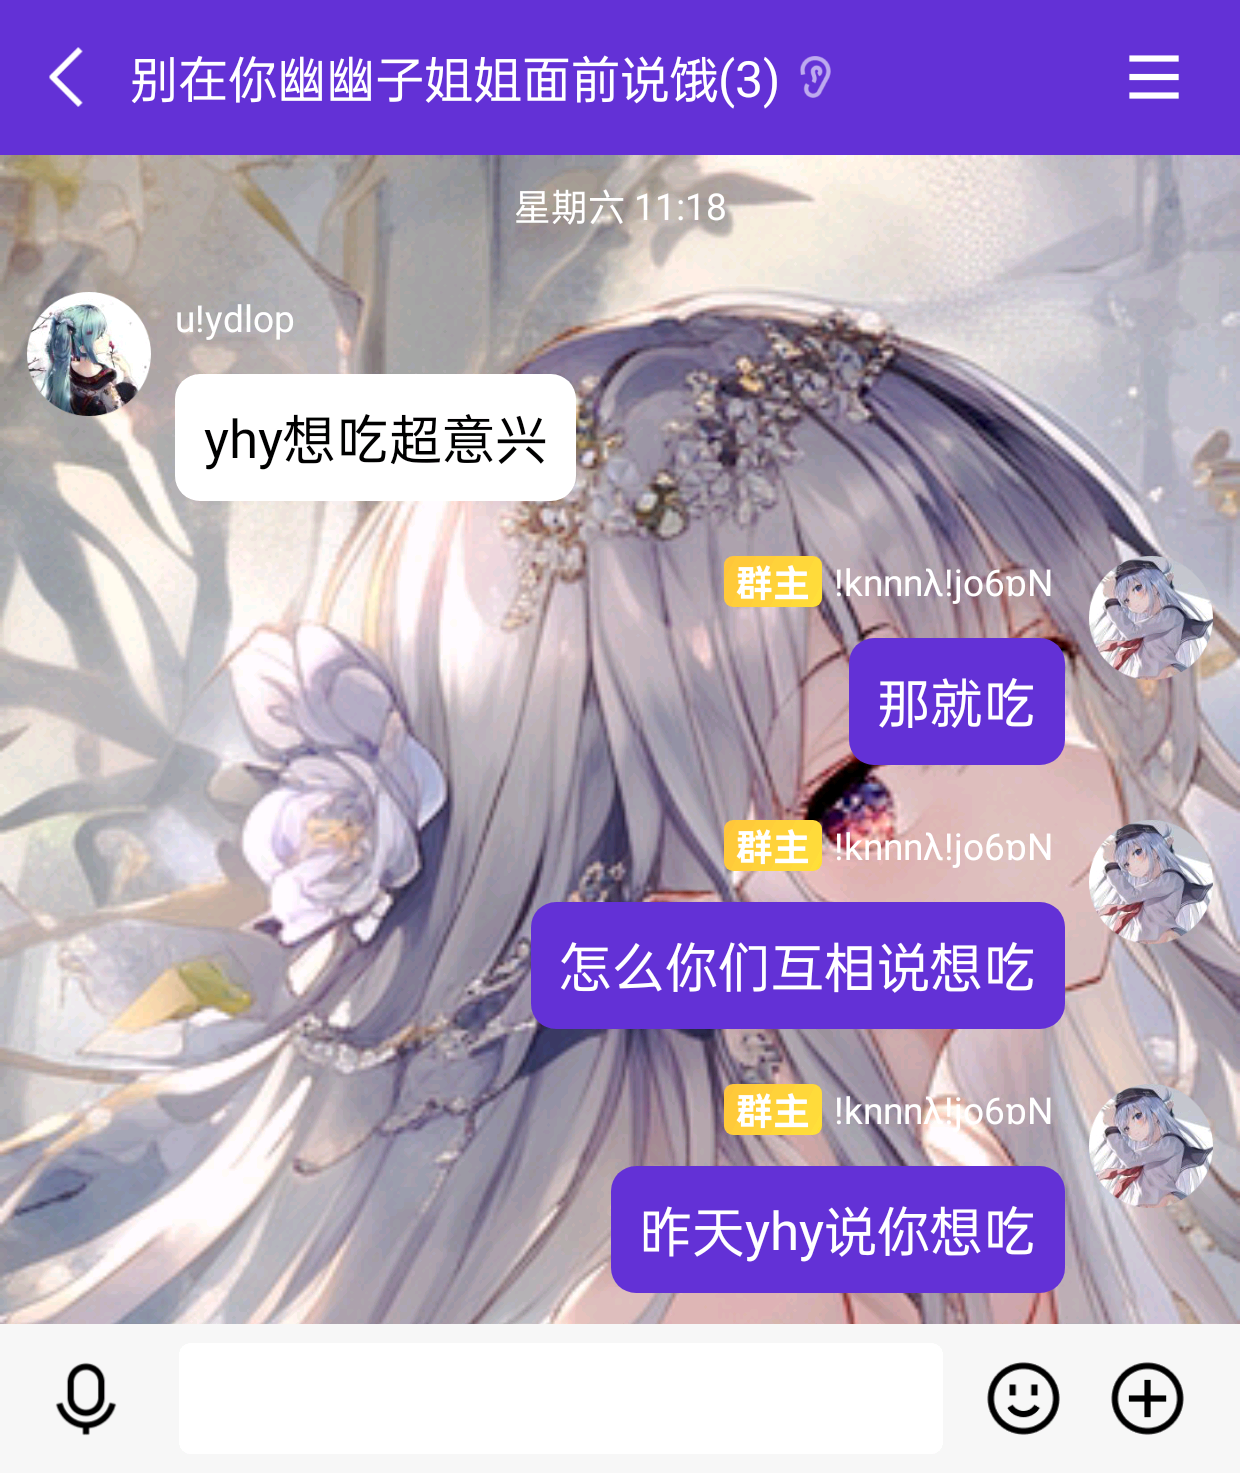 别在你幽幽子姐姐面前说饿(3)
星期六 11:18
u!ydlop
yhy想吃超意兴
群主 !knnnλ!jo6ɒN
那就吃
群主 !knnnλ!jo6ɒN
怎么你们互相说想吃
群主 !knnnλ!jo6ɒN
昨天yhy说你想吃